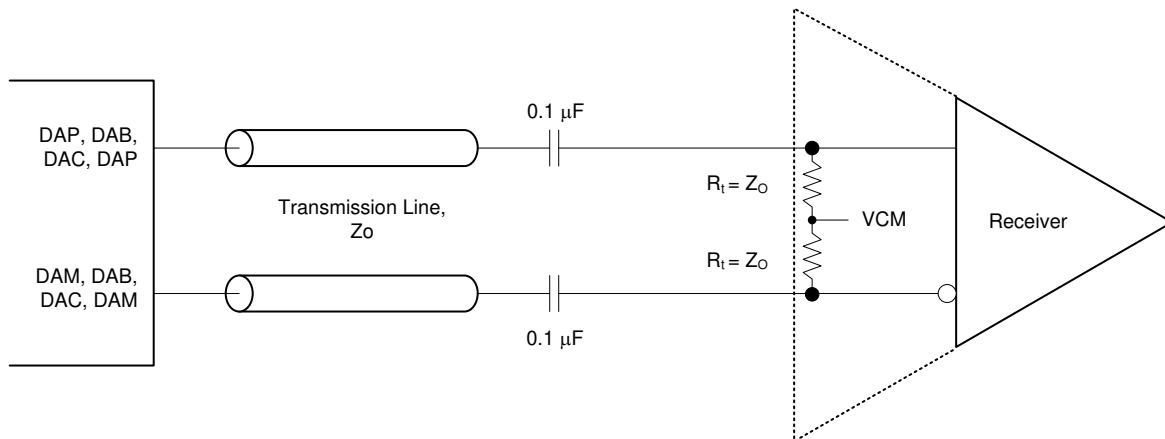 0.1 μF
DAP, DAB,
DAC, DAP
Rt = ZO
Transmission Line,
Zo
VCM
Receiver
Rt = ZO
DAM, DAB,
DAC, DAM
0.1 μF